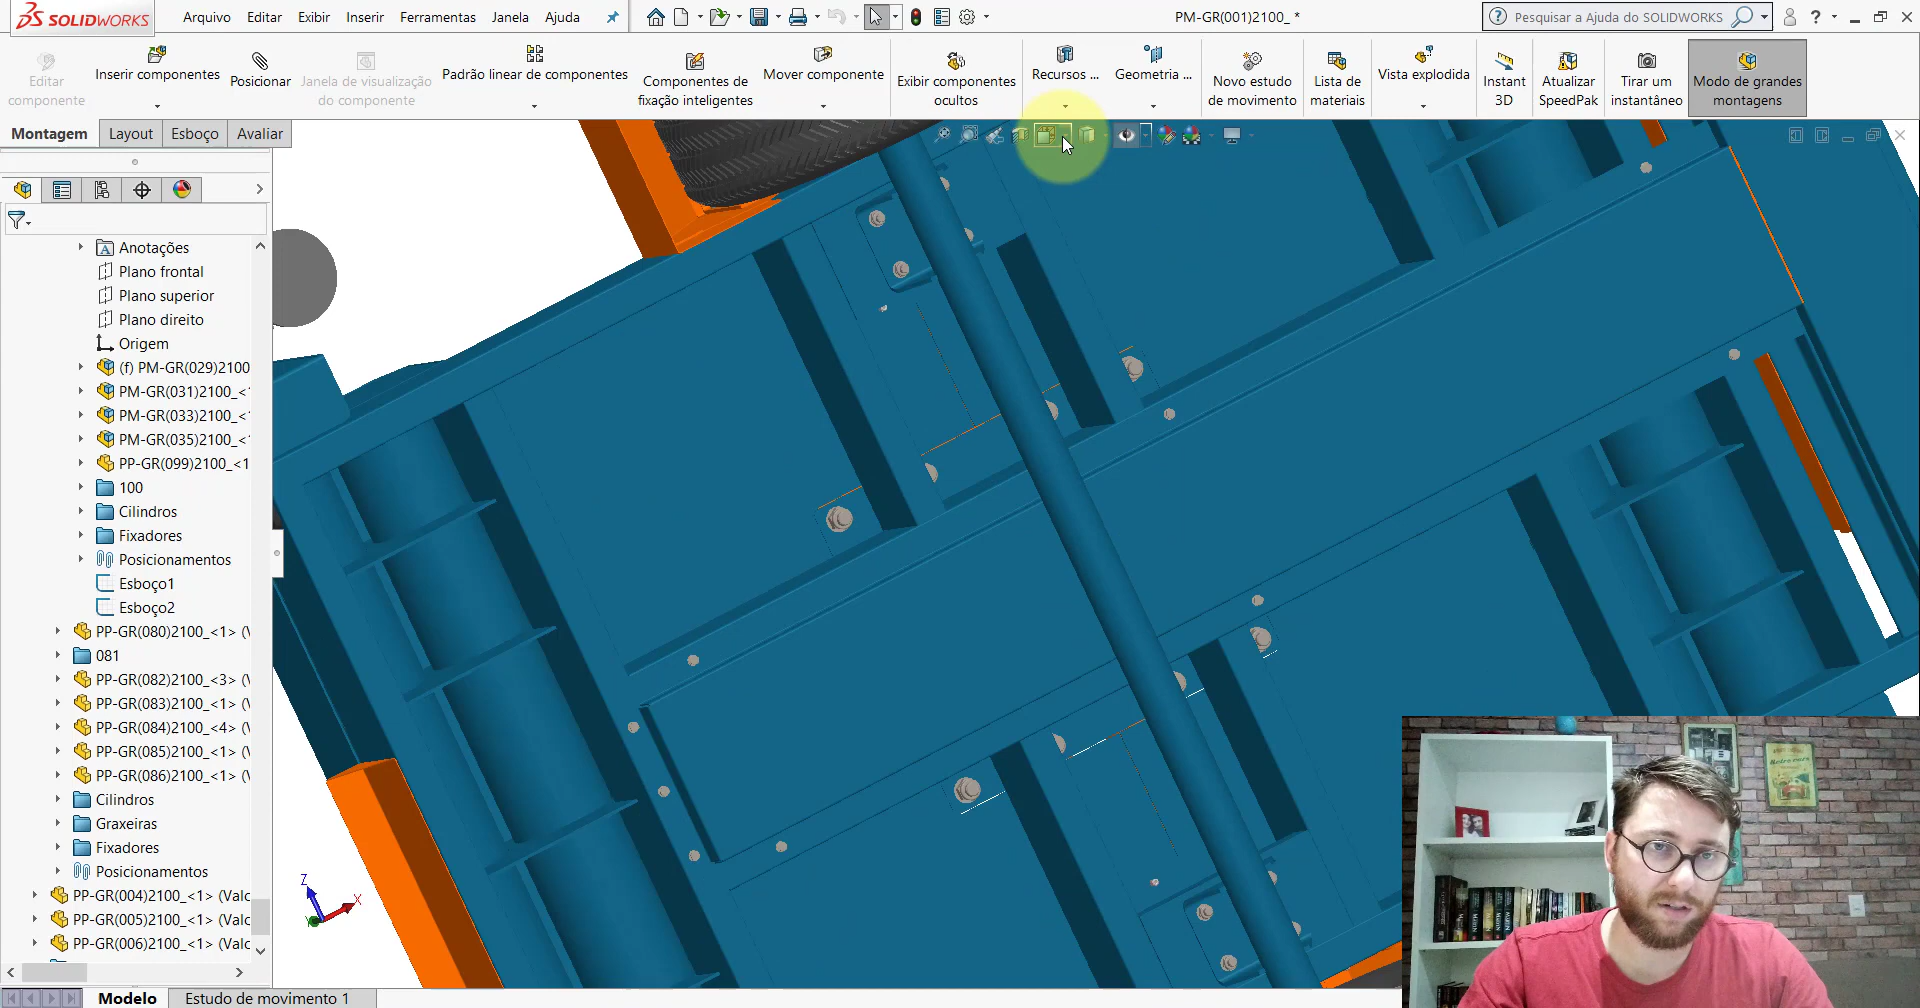 SOLIDWORKS
Arquivo Editar Exibir Inserir Ferramentas Janela Ajuda
PM-GR(001)2100_ *
Pesquisar a Ajuda do SOLIDWORKS
Editar componente
Inserir componentes
Posicionar
Janela de visualização do componente
Padrão linear de componentes
Componentes de fixação inteligentes
Mover componente
Exibir componentes ocultos
Recursos ...
Geometria ...
Novo estudo de movimento
Lista de materiais
Vista explodida
Instant 3D
Atualizar SpeedPak
Tirar um instantâneo
Modo de grandes montagens
Montagem Layout Esboço Avaliar
Anotações
Plano frontal
Plano superior
Plano direito
Origem
(f) PM-GR(029)2100
PM-GR(031)2100_<
PM-GR(033)2100_<
PM-GR(035)2100_<
PP-GR(099)2100_<1
100
Cilindros
Fixadores
Posicionamentos
Esboço1
Esboço2
PP-GR(080)2100_<1> (V
081
PP-GR(082)2100_<3> (V
PP-GR(083)2100_<1> (V
PP-GR(084)2100_<4> (V
PP-GR(085)2100_<1> (V
PP-GR(086)2100_<1> (V
Cilindros
Graxeiras
Fixadores
Posicionamentos
PP-GR(004)2100_<1> (Valc
PP-GR(005)2100_<1> (Valc
PP-GR(006)2100_<1> (Valc
Z
X
Y
Modelo Estudo de movimento 1